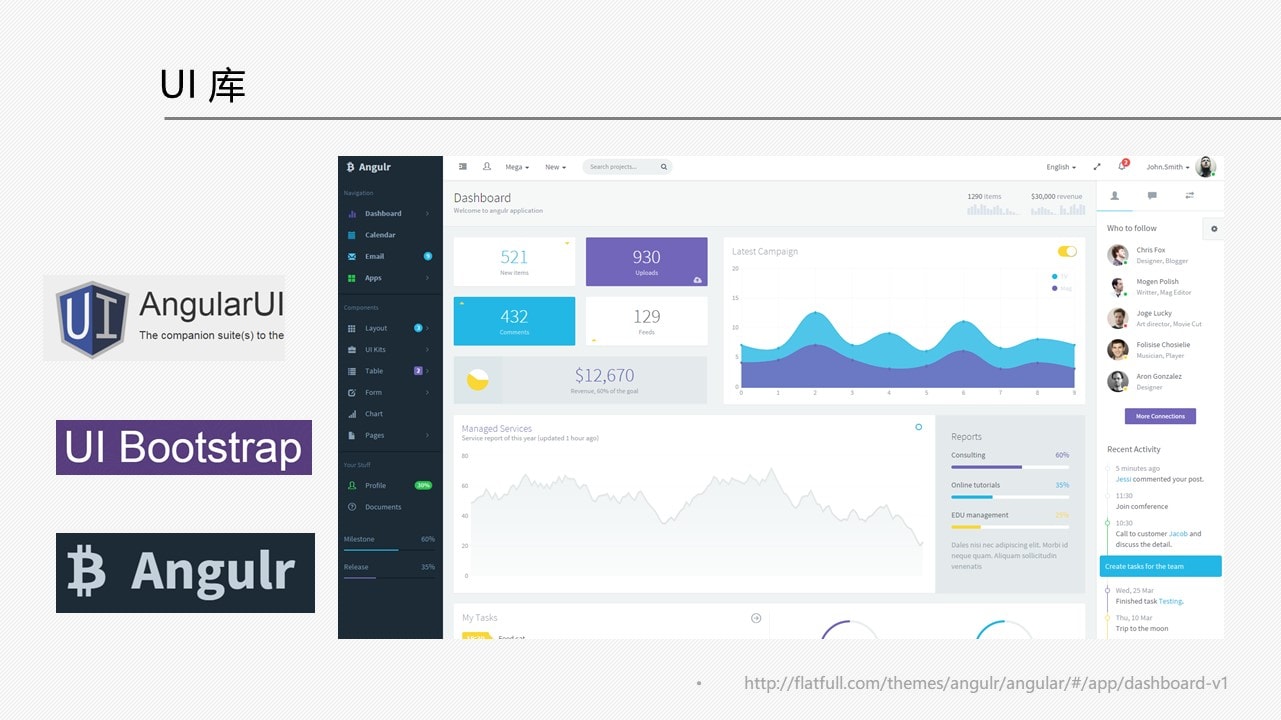 UI 库
UI
AngularUI
The companion suite(s) to the
UI Bootstrap
Angulr
Angulr
Navigation
Dashboard
Calendar
Email 9
Apps
Components
Layout 3
UI Kits
Table 2
Form
Chart
Pages
Your Stuff
Profile 30%
Documents
Milestone 60%
Release 35%
Mega
New
Search projects...
English
2
John.Smith
Dashboard
Welcome to angulr application
1290 items
$30,000 revenue
521
New items
930
Uploads
432
Comments
129
Feeds
$12,670
Revenue, 60% of the goal
Latest Campaign
20
15
10
5
0
0 1 2 3 4 5 6 7 8 9
Managed Services
Service report of this year (updated 1 hour ago)
80
60
40
20
0
Reports
Consulting 60%
Online tutorials 35%
EDU management 25%
Dales nisi nec adipiscing elit. Morbi id
neque quam. Aliquam sollicitudin
venenatis
My Tasks
Who to follow
Chris Fox
Designer, Blogger
Mogen Polish
Writter, Mag Editor
Joge Lucky
Art director, Movie Cut
Folisise Chosielie
Musician, Player
Aron Gonzalez
Designer
More Connections
Recent Activity
5 minutes ago
Jessi commented your post.
11:30
Join comference
10:30
Call to customer Jacob and
discuss the detail.
Create tasks for the team
Wed, 25 Mar
Finished task Testing.
Thu, 10 Mar
Trip to the moon
http://flatfull.com/themes/angulr/angular/#/app/dashboard-v1